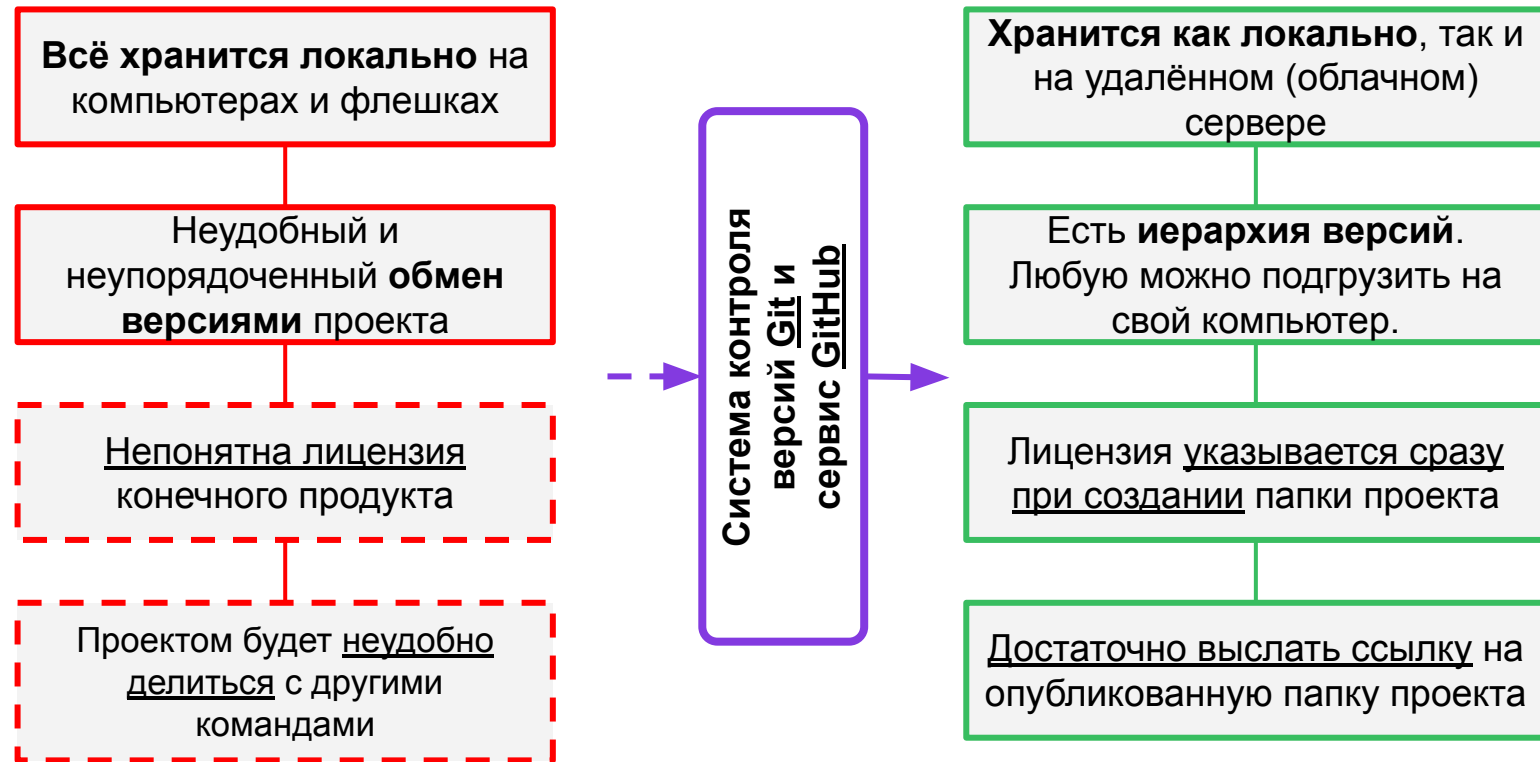 Всё хранится локально на
компьютерах и флешках
Неудобный и
неупорядоченный обмен
версиями проекта
Непонятна лицензия
конечного продукта
Проектом будет неудобно
делиться с другими
командами
Система контроля
версий Git и
сервис GitHub
Хранится как локально, так и
на удалённом (облачном)
сервере
Есть иерархия версий.
Любую можно подгрузить на
свой компьютер.
Лицензия указывается сразу
при создании папки проекта
Достаточно выслать ссылку на
опубликованную папку проекта